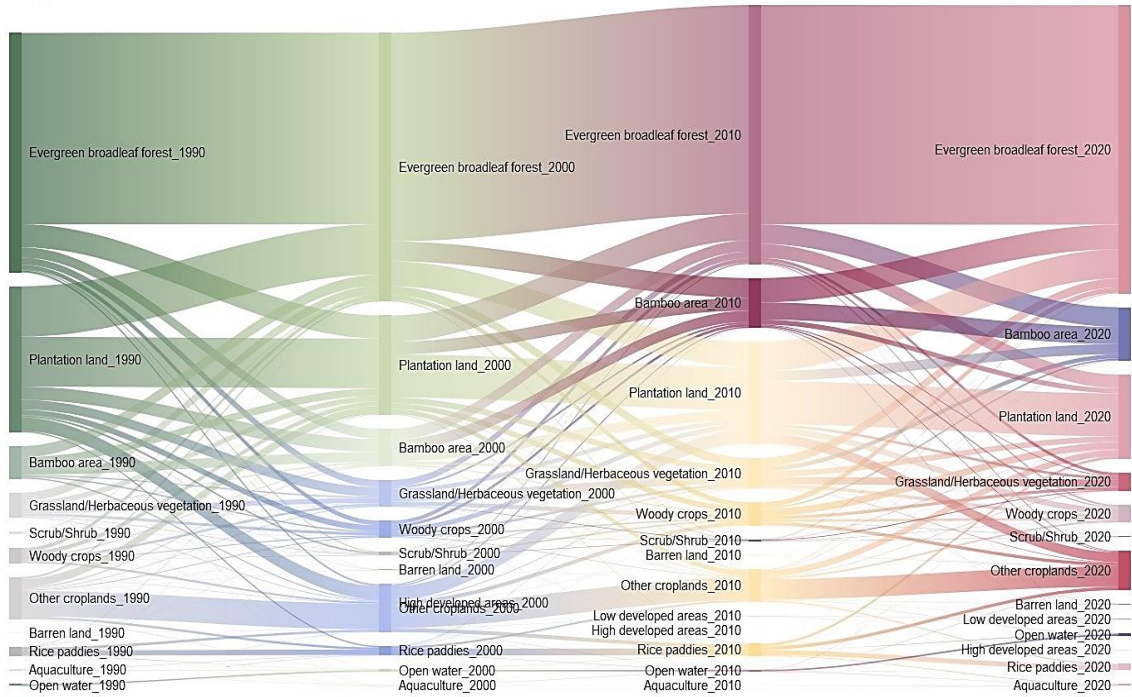 Evergreen broadleaf forest_1990
Plantation land_1990
Bamboo area_1990
Grassland/Herbaceous vegetation_1990
Scrub/Shrub_1990
Woody crops_1990
Other croplands_1990
Barren land_1990
Rice paddies_1990
Aquaculture_1990
Open water_1990
Evergreen broadleaf forest_2000
Plantation land_2000
Bamboo area_2000
Grassland/Herbaceous vegetation_2000
Woody crops_2000
Scrub/Shrub_2000
Barren land_2000
High developed areas_2000
Other croplands_2000
Rice paddies_2000
Open water_2000
Aquaculture_2000
Evergreen broadleaf forest_2010
Bamboo area_2010
Plantation land_2010
Grassland/Herbaceous vegetation_2010
Woody crops_2010
Scrub/Shrub_2010
Barren land_2010
Other croplands_2010
Low developed areas_2010
High developed areas_2010
Rice paddies_2010
Open water_2010
Aquaculture_2010
Evergreen broadleaf forest_2020
Bamboo area_2020
Plantation land_2020
Grassland/Herbaceous vegetation_2020
Woody crops_2020
Scrub/Shrub_2020
Other croplands_2020
Barren land_2020
Low developed areas_2020
Open water_2020
High developed areas_2020
Rice paddies_2020
Aquaculture_2020